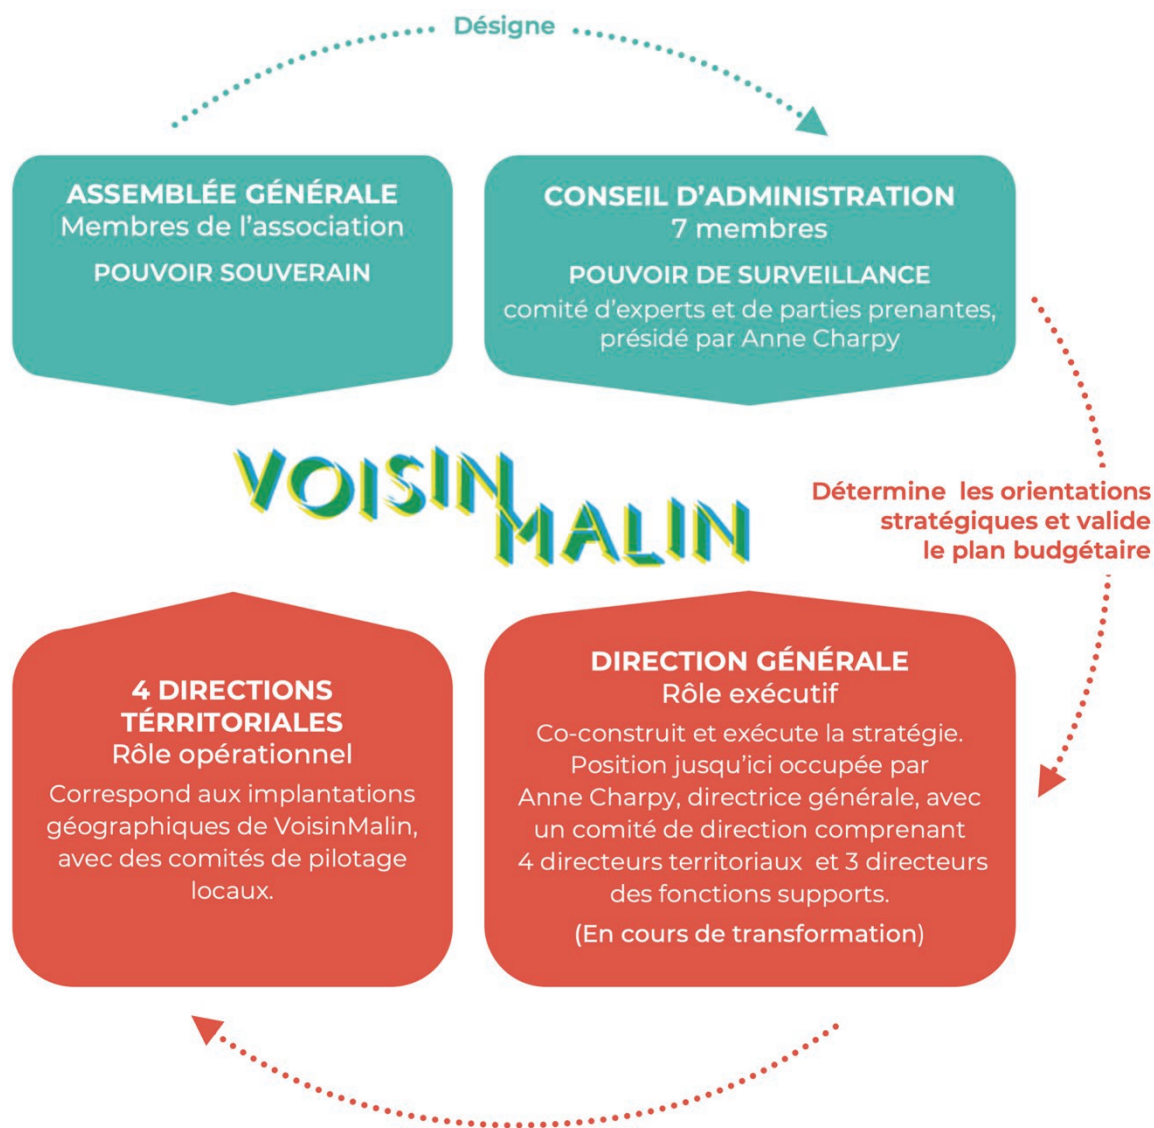 Désigne
ASSEMBLÉE GÉNÉRALE
Membres de l'association
POUVOIR SOUVERAIN
CONSEIL D'ADMINISTRATION
7 membres
POUVOIR DE SURVEILLANCE
comité d'experts et de parties prenantes,
présidé par Anne Charpy
VOISIN
MALIN
Détermine les orientations
stratégiques et valide
le plan budgétaire
4 DIRECTIONS
TÉRRITORIALES
Rôle opérationnel
Correspond aux implantations
géographiques de VoisinMalin,
avec des comités de pilotage
locaux.
DIRECTION GÉNÉRALE
Rôle exécutif
Co-construit et exécute la stratégie.
Position jusqu'ici occupée par
Anne Charpy, directrice générale, avec
un comité de direction comprenant
4 directeurs territoriaux et 3 directeurs
des fonctions supports.
(En cours de transformation)